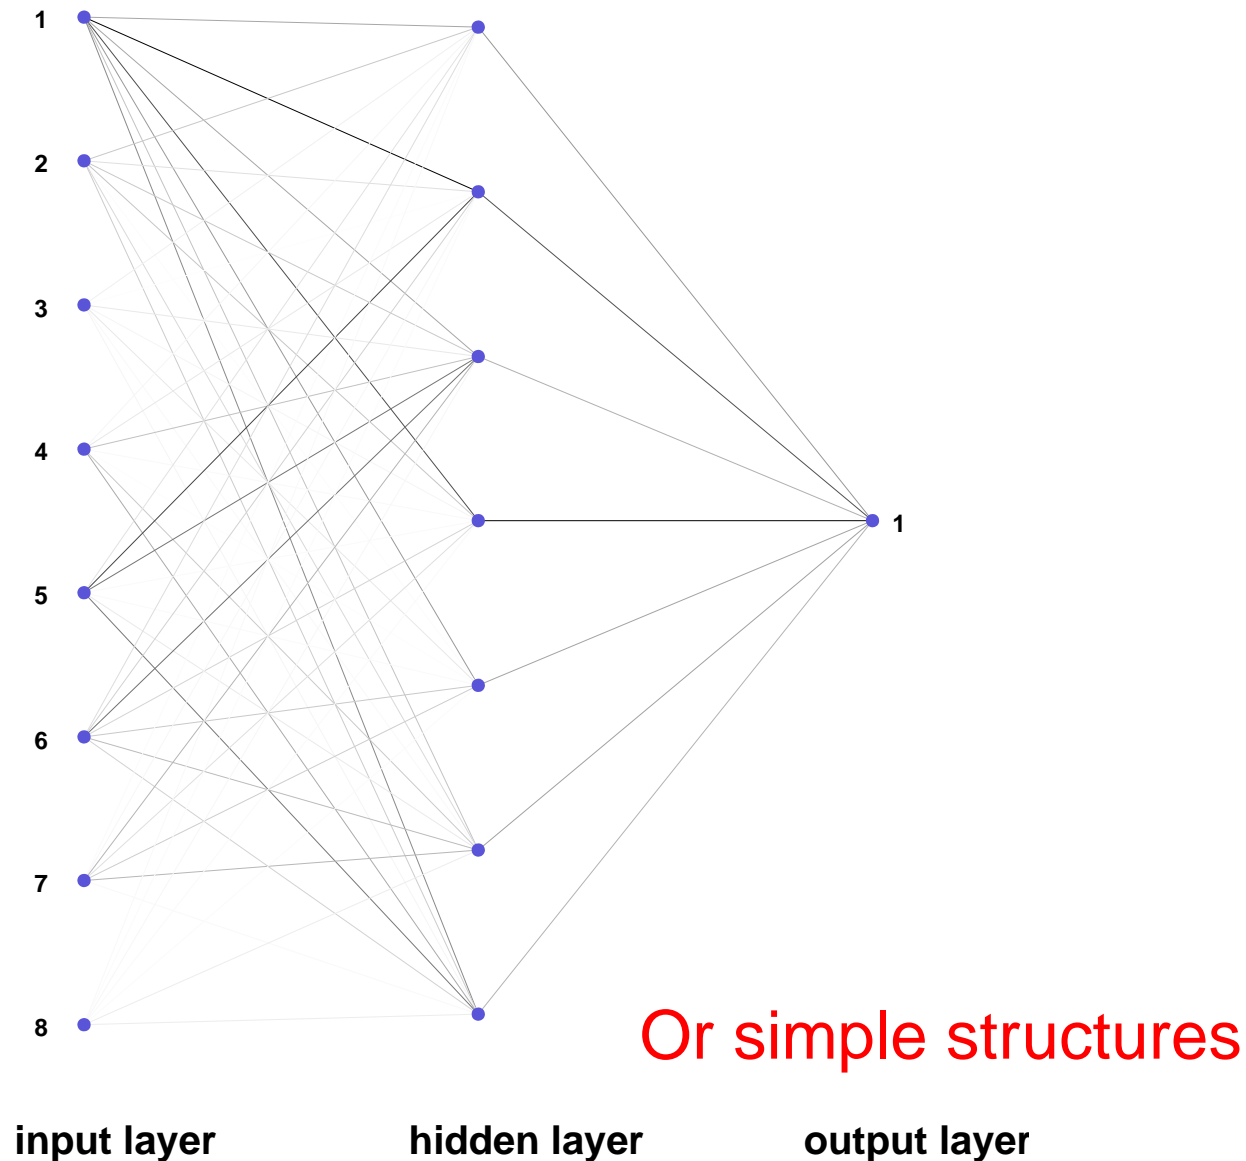 1
2
3
4
5
6
7
8
1
Or simple structures
input layer
hidden layer
output layer